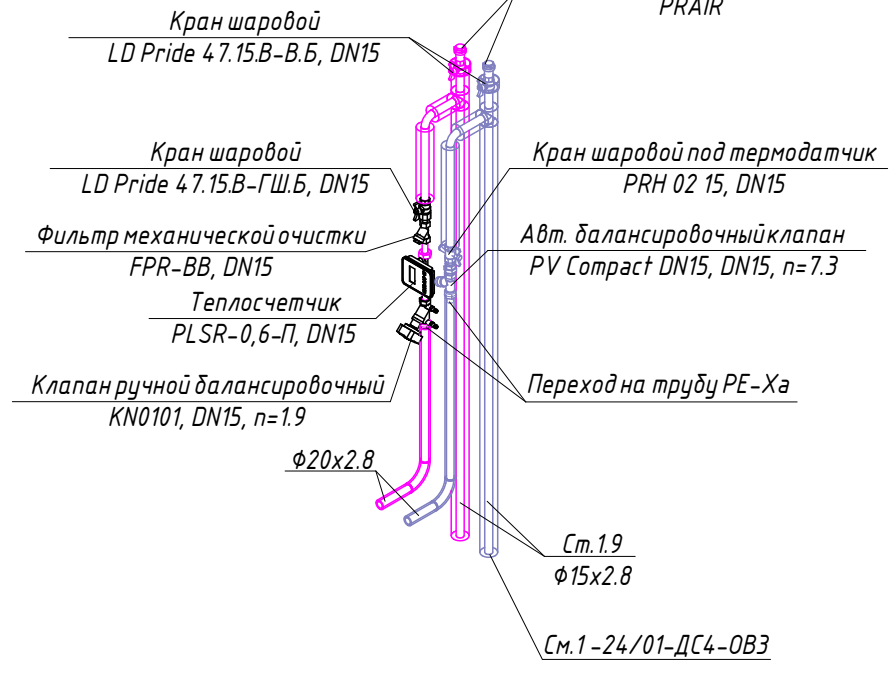 PRAIR
Кран шаровой
LD Pride 47.15.В-В.Б, DN15
Кран шаровой
LD Pride 47.15.В-ГШ.Б, DN15
Кран шаровой под термодатчик
PRH 02 15, DN15
Фильтр механической очистки
FPR-BB, DN15
Авт. балансировочный клапан
PV Compact DN15, DN15, n=7.3
Теплосчетчик
PLSR-0,6-П, DN15
Клапан ручной балансировочный
KN0101, DN15, n=1.9
Переход на трубу PE-Xa
Ф20x2.8
Ст.1.9
Ф15x2.8
См.1-24/01-ДС4-ОВ3